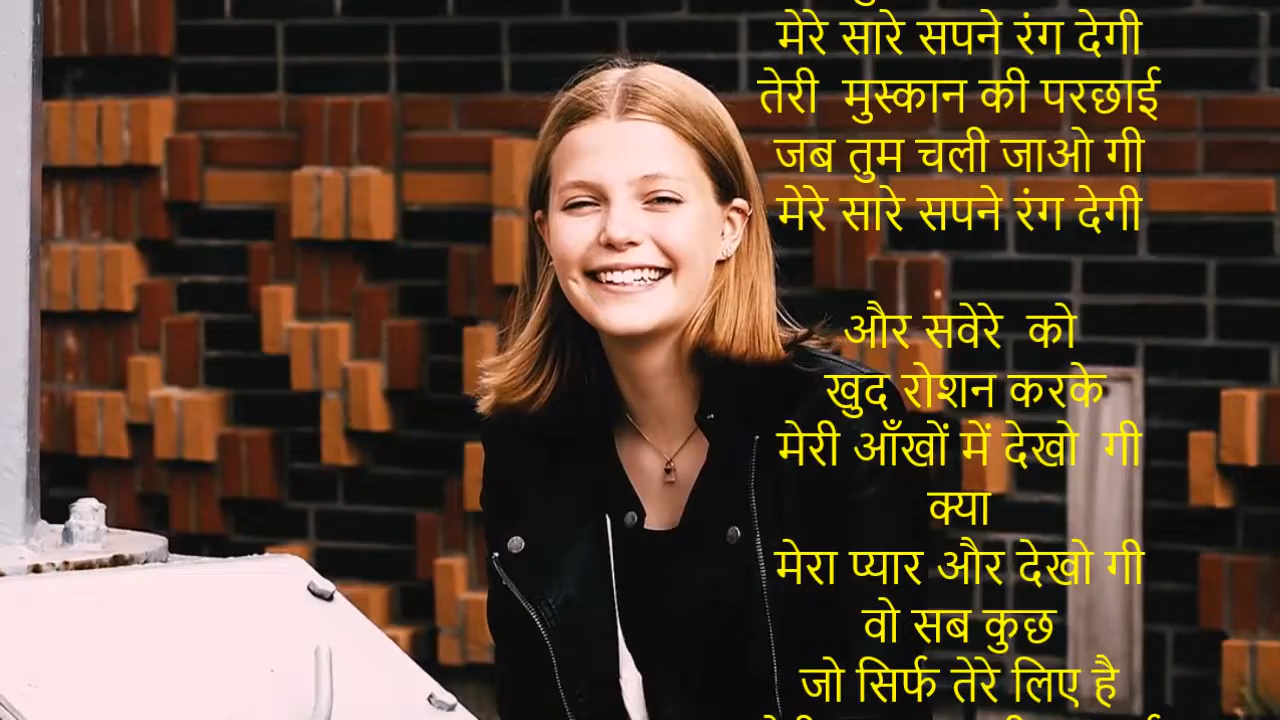 मेरे सारे सपने रंग देगी
तेरी मुस्कान की परछाई
जब तुम चली जाओ गी
मेरे सारे सपने रंग देगी
और सवेरे को
खुद रोशन करके
मेरी आँखों में देखो गी
क्या
मेरा प्यार और देखो गी
वो सब कुछ
जो सिर्फ तेरे लिए है